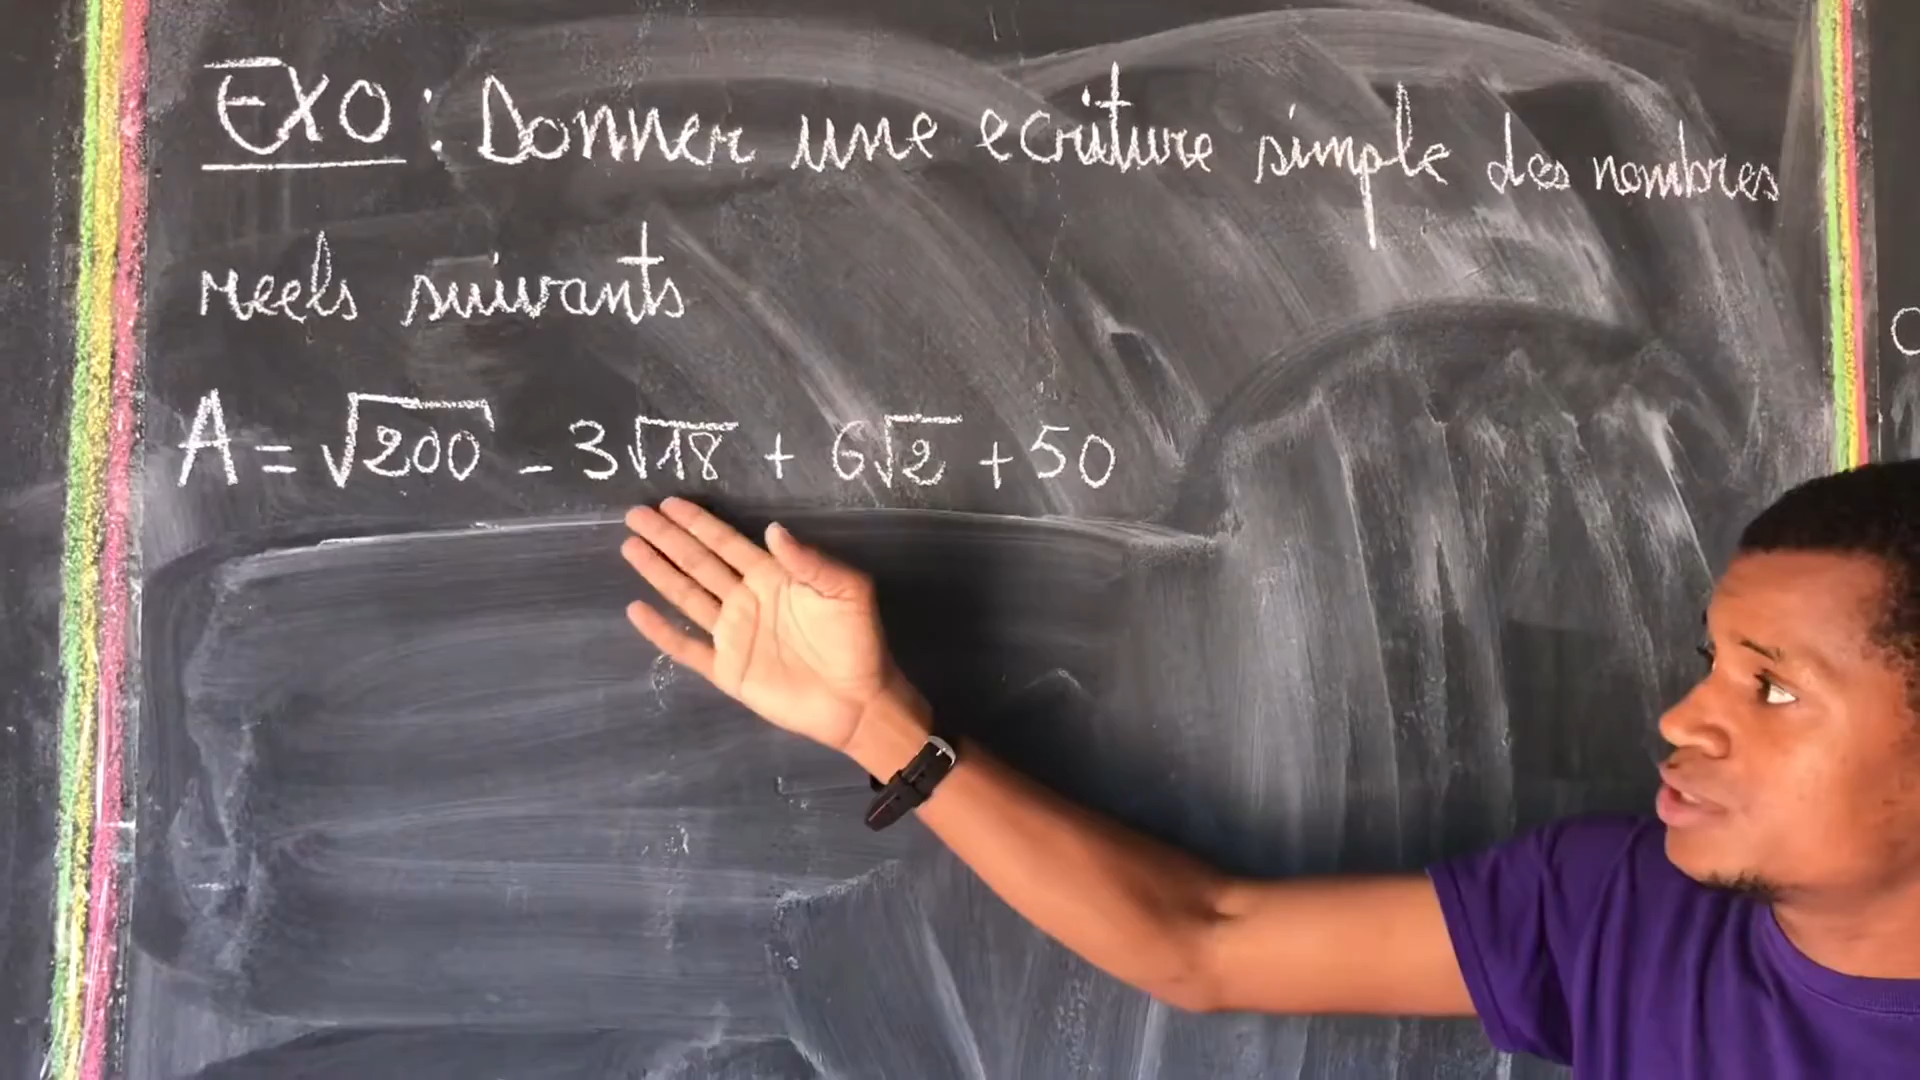 EXO : Donner une ecriture simple des nombres
reels suivants
A = √200 - 3√18 + 6√2 + 50